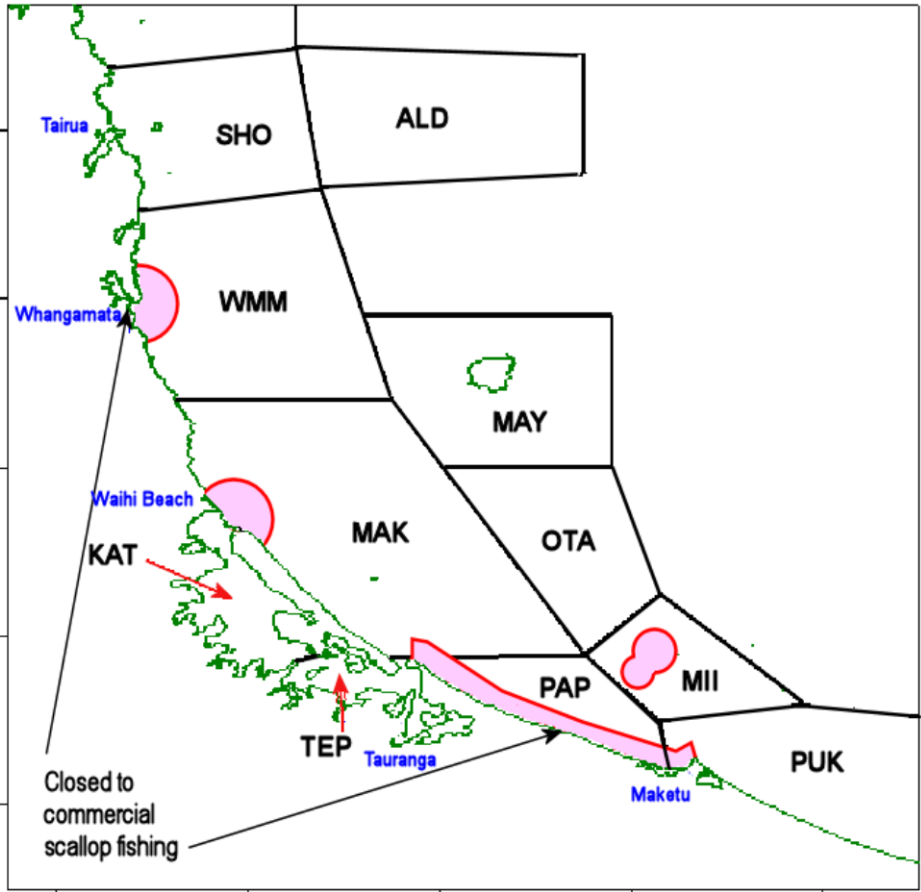 ALD
SHO
Tairua
WMM
Whangamata
MAY
Waihi Beach
MAK
OTA
KAT
MII
PAP
TEP
Tauranga
PUK
Maketu
Closed to
commercial
scallop fishing